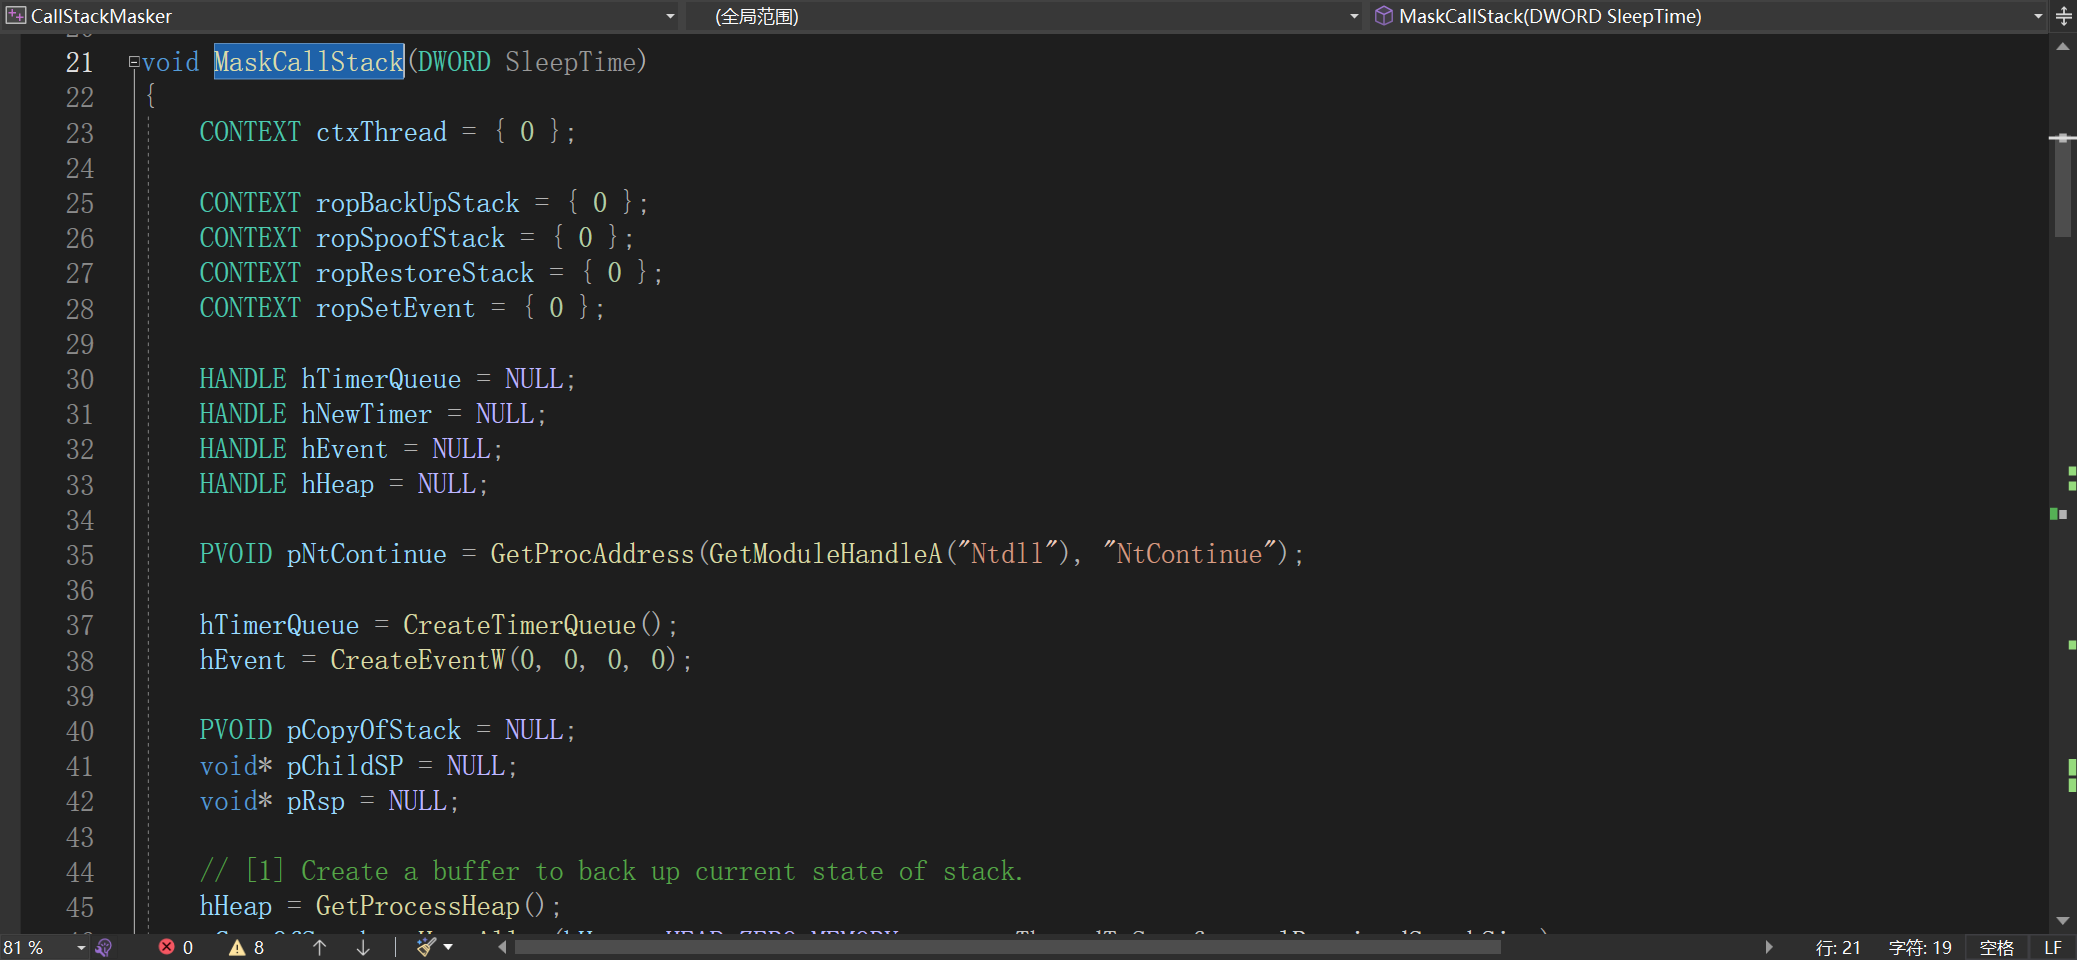 CallStackMasker (全局范围) MaskCallStack(DWORD SleepTime)
21 void MaskCallStack(DWORD SleepTime)
22 {
23 CONTEXT ctxThread = { 0 };
24
25 CONTEXT ropBackUpStack = { 0 };
26 CONTEXT ropSpoofStack = { 0 };
27 CONTEXT ropRestoreStack = { 0 };
28 CONTEXT ropSetEvent = { 0 };
29
30 HANDLE hTimerQueue = NULL;
31 HANDLE hNewTimer = NULL;
32 HANDLE hEvent = NULL;
33 HANDLE hHeap = NULL;
34
35 PVOID pNtContinue = GetProcAddress(GetModuleHandleA("Ntdll"), "NtContinue");
36
37 hTimerQueue = CreateTimerQueue();
38 hEvent = CreateEventW(0, 0, 0, 0);
39
40 PVOID pCopyOfStack = NULL;
41 void* pChildSP = NULL;
42 void* pRsp = NULL;
43
44 // [1] Create a buffer to back up current state of stack.
45 hHeap = GetProcessHeap();
81 % 0 8 行: 21 字符: 19 空格 LF